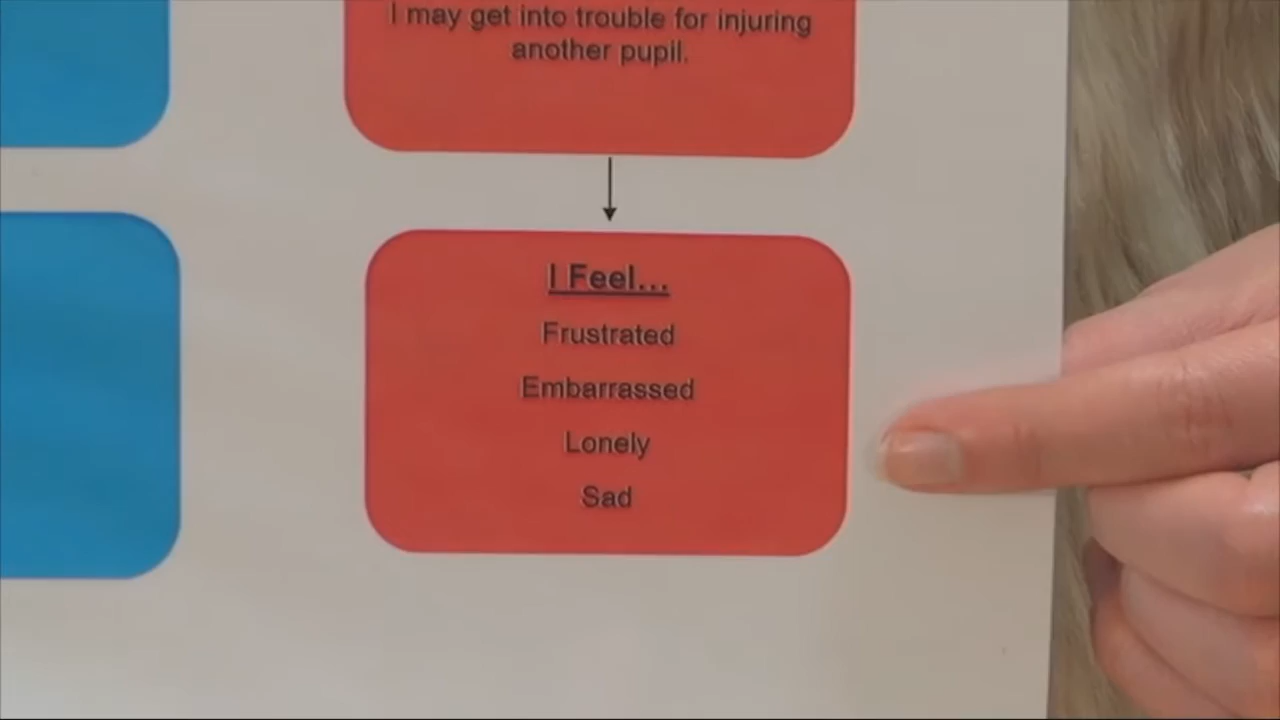 I may get into trouble for injuring
another pupil.
I Feel...
Frustrated
Embarrassed
Lonely
Sad